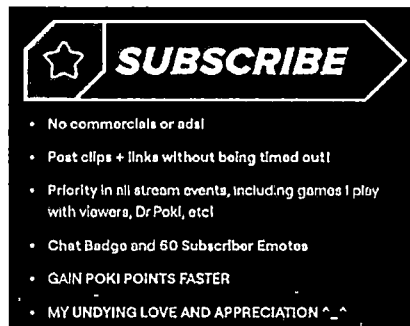 SUBSCRIBE
• No commercials or ads!
• Post clips + links without being timed out!
• Priority in all stream events, including games I play
with viewers, Dr Poki, etc!
• Chat Badge and 60 Subscriber Emotes
• GAIN POKI POINTS FASTER
• MY UNDYING LOVE AND APPRECIATION ^_^